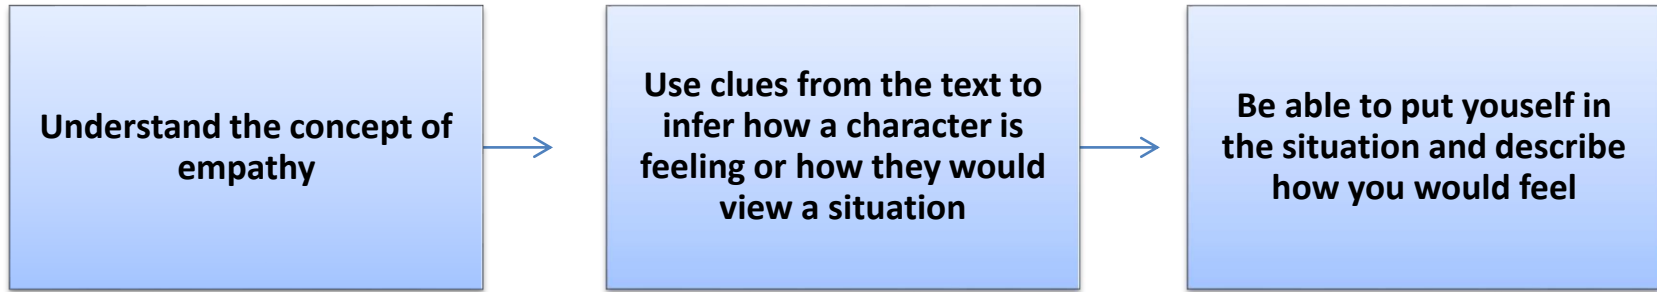 Understand the concept of
empathy
Use clues from the text to
infer how a character is
feeling or how they would
view a situation
Be able to put youself in
the situation and describe
how you would feel